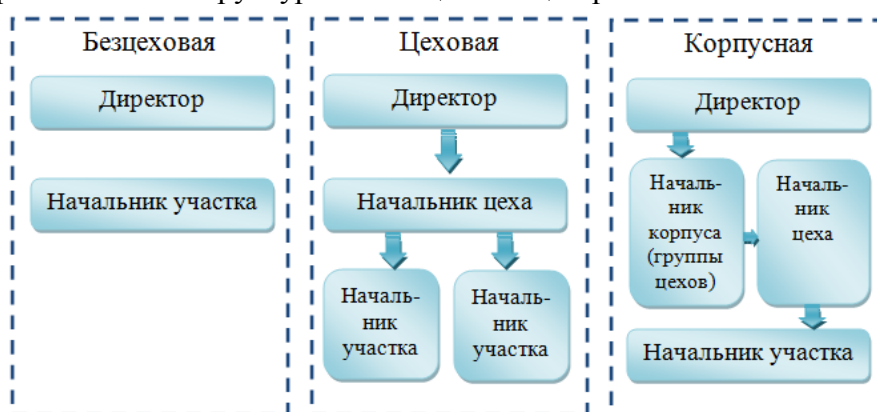 Безцеховая
Директор
Начальник участка
Цеховая
Директор
Начальник цеха
Началь-
ник
участка
Началь-
ник
участка
Корпусная
Директор
Началь-
ник
корпуса
(группы
цехов)
Началь-
ник
цеха
Начальник участка